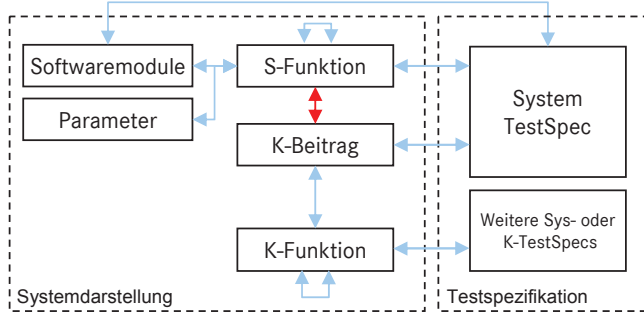 Softwaremodule
Parameter
S-Funktion
K-Beitrag
K-Funktion
Systemdarstellung
System
TestSpec
Weitere Sys- oder
K-TestSpecs
Testspezifikation